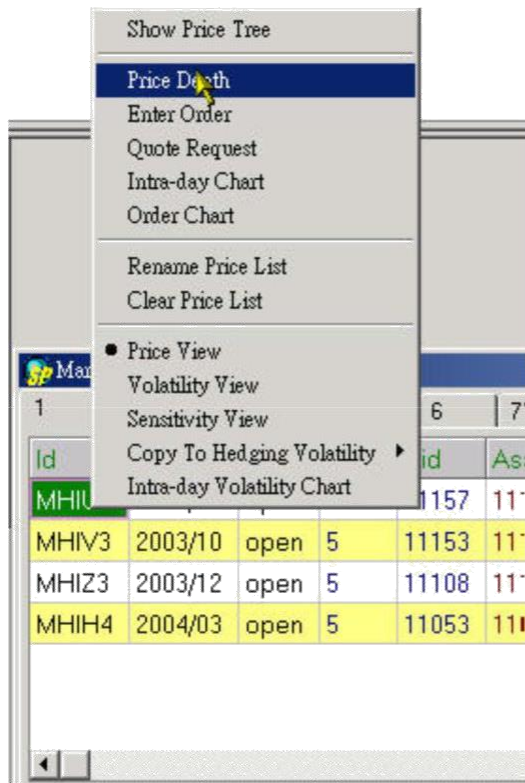 Show Price Tree
Price Depth
Enter Order
Quote Request
Intra-day Chart
Order Chart
Rename Price List
Clear Price List
Price View
Volatility View
Sensitivity View
Copy To Hedging Volatility
Intra-day Volatility Chart
SP
1 6
Id
MHIV3 2003/10 open 5 11153
MHIZ3 2003/12 open 5 11108
MHIH4 2004/03 open 5 11053